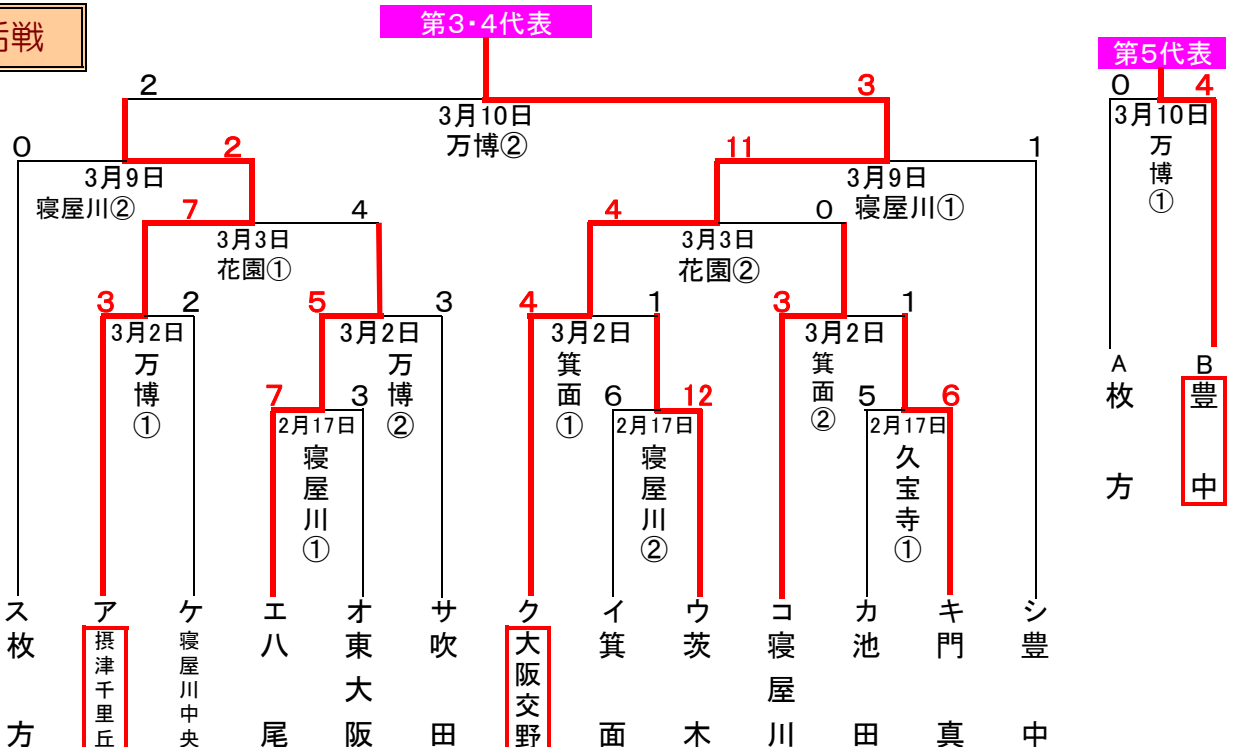 活戦
第3・4代表
第5代表
2
3
0
4
3月10日
万博②
3月10日
万博①
0
2
11
1
3月9日
寝屋川②
3月9日
寝屋川①
7
4
4
0
3月3日
花園①
3月3日
花園②
3
2
5
3
4
1
3
1
3月2日
万博①
3月2日
万博②
3月2日
箕面①
3月2日
箕面②
A
枚方
B
豊中
7
3
6
12
5
6
2月17日
寝屋川①
2月17日
寝屋川②
2月17日
久宝寺①
ス
枚方
ア
摂津千里丘
ケ
寝屋川中央
エ
八尾
オ
東大阪
サ
吹田
ク
大阪交野
イ
箕面
ウ
茨木
コ
寝屋川
カ
池田
キ
門真
シ
豊中